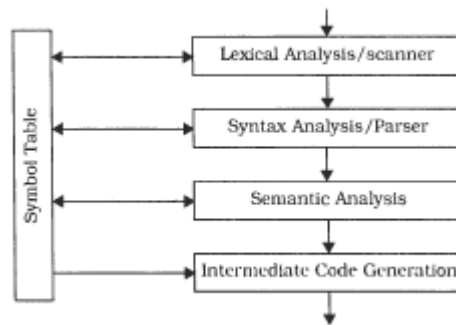 Symbol Table
Lexical Analysis/scanner
Syntax Analysis/Parser
Semantic Analysis
Intermediate Code Generation